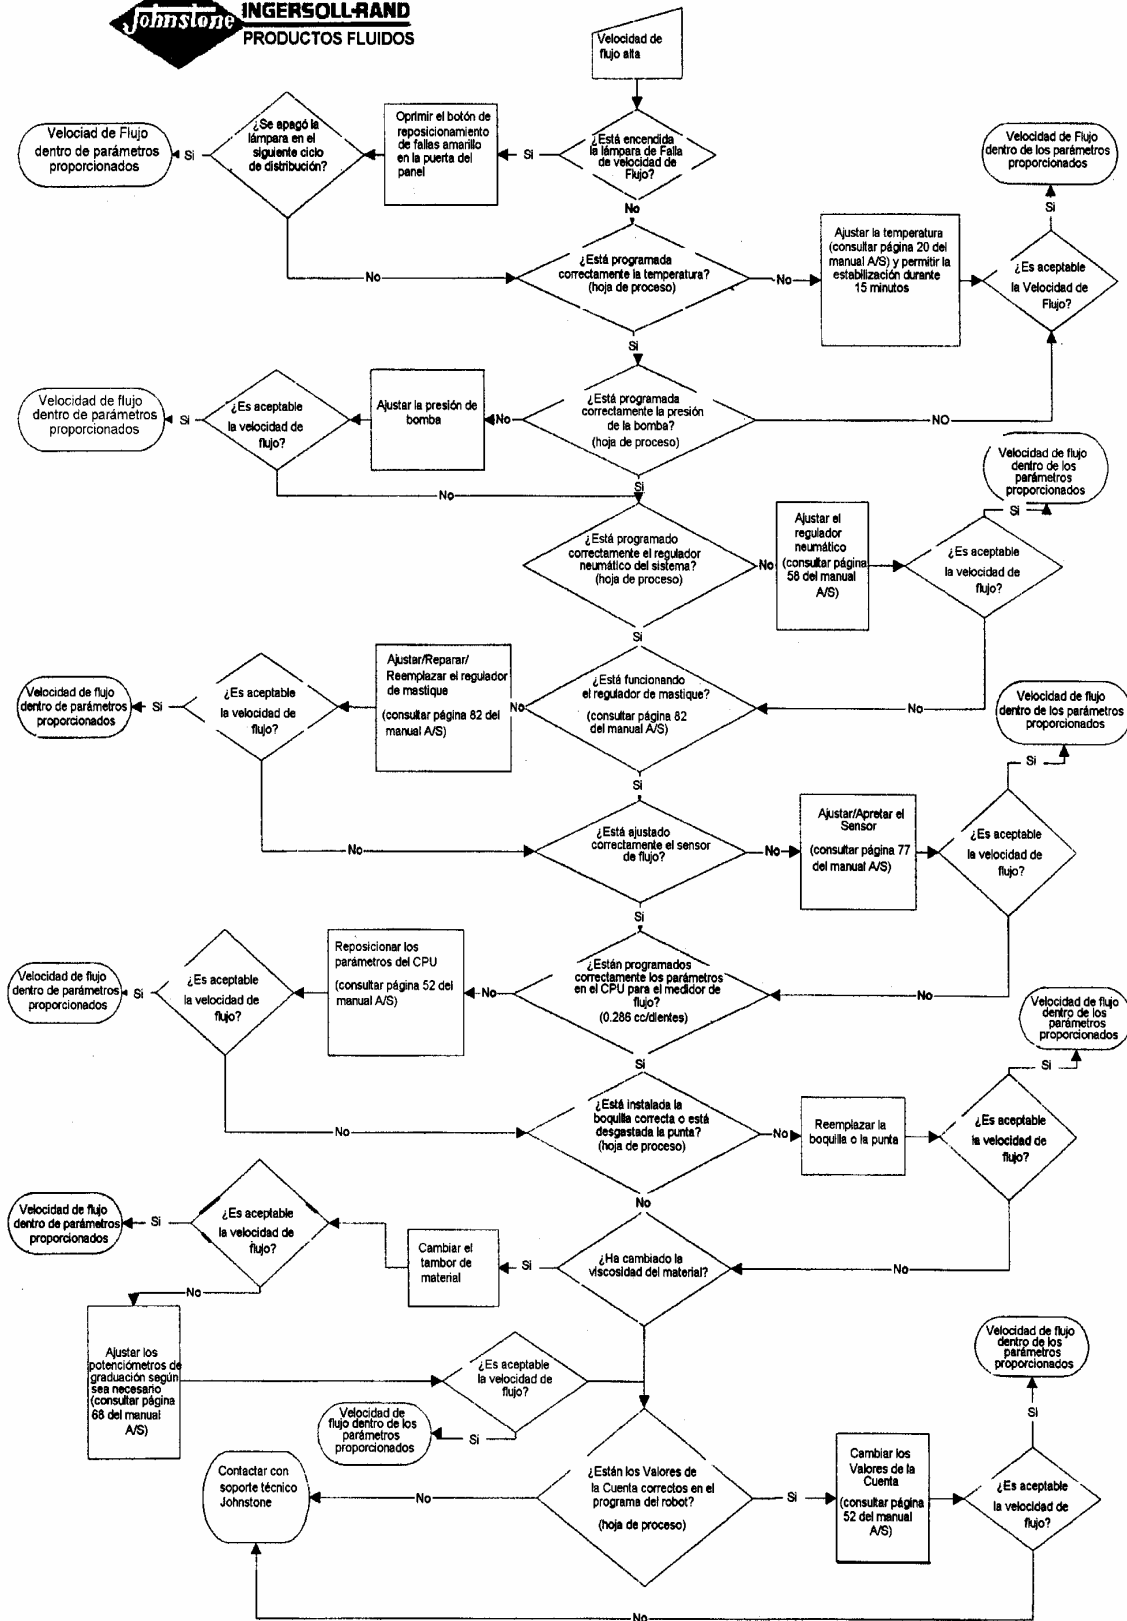 Johnstone
INGERSOLL-RAND
PRODUCTOS FLUIDOS
Velocidad de
flujo alta
¿Está encendida
la lámpara de Falla
de velocidad de
Flujo?
Si
Oprimir el botón de
reposicionamiento
de fallas amarillo
en la puerta del
panel
¿Se apagó la
lámpara en el
siguiente ciclo
de distribución?
Si
Velociad de Flujo
dentro de parámetros
proporcionados
No
No
¿Está programada
correctamente la temperatura?
(hoja de proceso)
No
Ajustar la temperatura
(consultar página 20 del
manual A/S) y permitir la
estabilización durante
15 minutos
¿Es aceptable
la Velocidad de
Flujo?
Si
Velocidad de Flujo
dentro de los parámetros
proporcionados
Si
¿Está programada
correctamente la presión
de la bomba?
(hoja de proceso)
NO
No
Ajustar la presión de
bomba
¿Es aceptable
la velocidad de
flujo?
Si
Velocidad de flujo
dentro de parámetros
proporcionados
No
Si
¿Está programado
correctamente el regulador
neumático del sistema?
(hoja de proceso)
No
Ajustar el
regulador
neumático
(consultar página
58 del manual
A/S)
¿Es aceptable
la velocidad de
flujo?
Si
Velocidad de flujo
dentro de los
parámetros
proporcionados
No
Si
¿Está funcionando
el regulador de mastique?
(consultar página 82
del manual A/S)
No
Ajustar/Reparar/
Reemplazar el regulador
de mastique
(consultar página 82 del
manual A/S)
¿Es aceptable
la velocidad de
flujo?
Si
Velocidad de flujo
dentro de parámetros
proporcionados
No
Si
¿Está ajustado
correctamente el sensor
de flujo?
No
Ajustar/Apretar el
Sensor
(consultar página 77
del manual A/S)
¿Es aceptable
la velocidad de
flujo?
Si
Velocidad de flujo
dentro de los parámetros
proporcionados
No
Si
¿Están programados
correctamente los parámetros
en el CPU para el medidor de
flujo?
(0.286 cc/dientes)
No
Reposicionar los
parámetros del CPU
(consultar página 52 del
manual A/S)
¿Es aceptable
la velocidad de
flujo?
Si
Velocidad de flujo
dentro de parámetros
proporcionados
No
Si
¿Está instalada la
boquilla correcta o está
desgastada la punta?
(hoja de proceso)
No
Reemplazar la
boquilla o la punta
¿Es aceptable
la velocidad de
flujo?
Si
Velocidad de flujo
dentro de los
parámetros
proporcionados
No
No
¿Ha cambiado la
viscosidad del material?
Si
Cambiar el
tambor de
material
¿Es aceptable
la velocidad de
flujo?
Si
Velocidad de flujo
dentro de parámetros
proporcionados
No
Ajustar los
potenciómetros de
graduación según
sea necesario
(consultar página
68 del manual
A/S)
¿Es aceptable
la velocidad de
flujo?
Si
Velocidad de
flujo dentro de los
parámetros
proporcionados
¿Están los Valores de
la Cuenta correctos en el
programa del robot?
(hoja de proceso)
No
Contactar con
soporte técnico
Johnstone
Si
Cambiar los
Valores de la
Cuenta
(consultar página
52 del manual
A/S)
¿Es aceptable
la velocidad de
flujo?
Si
Velocidad de flujo
dentro de los
parámetros
proporcionados
No